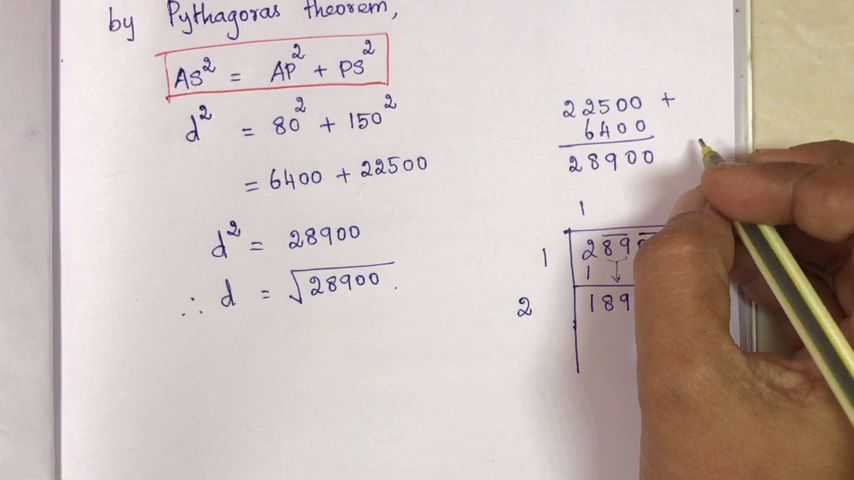 by Pythagoras theorem,
AS² = AP² + PS²
d² = 80² + 150²
= 6400 + 22500
d² = 28900
∴ d = √28900.
22500 +
6400
28900
1
1 289
1
2 189